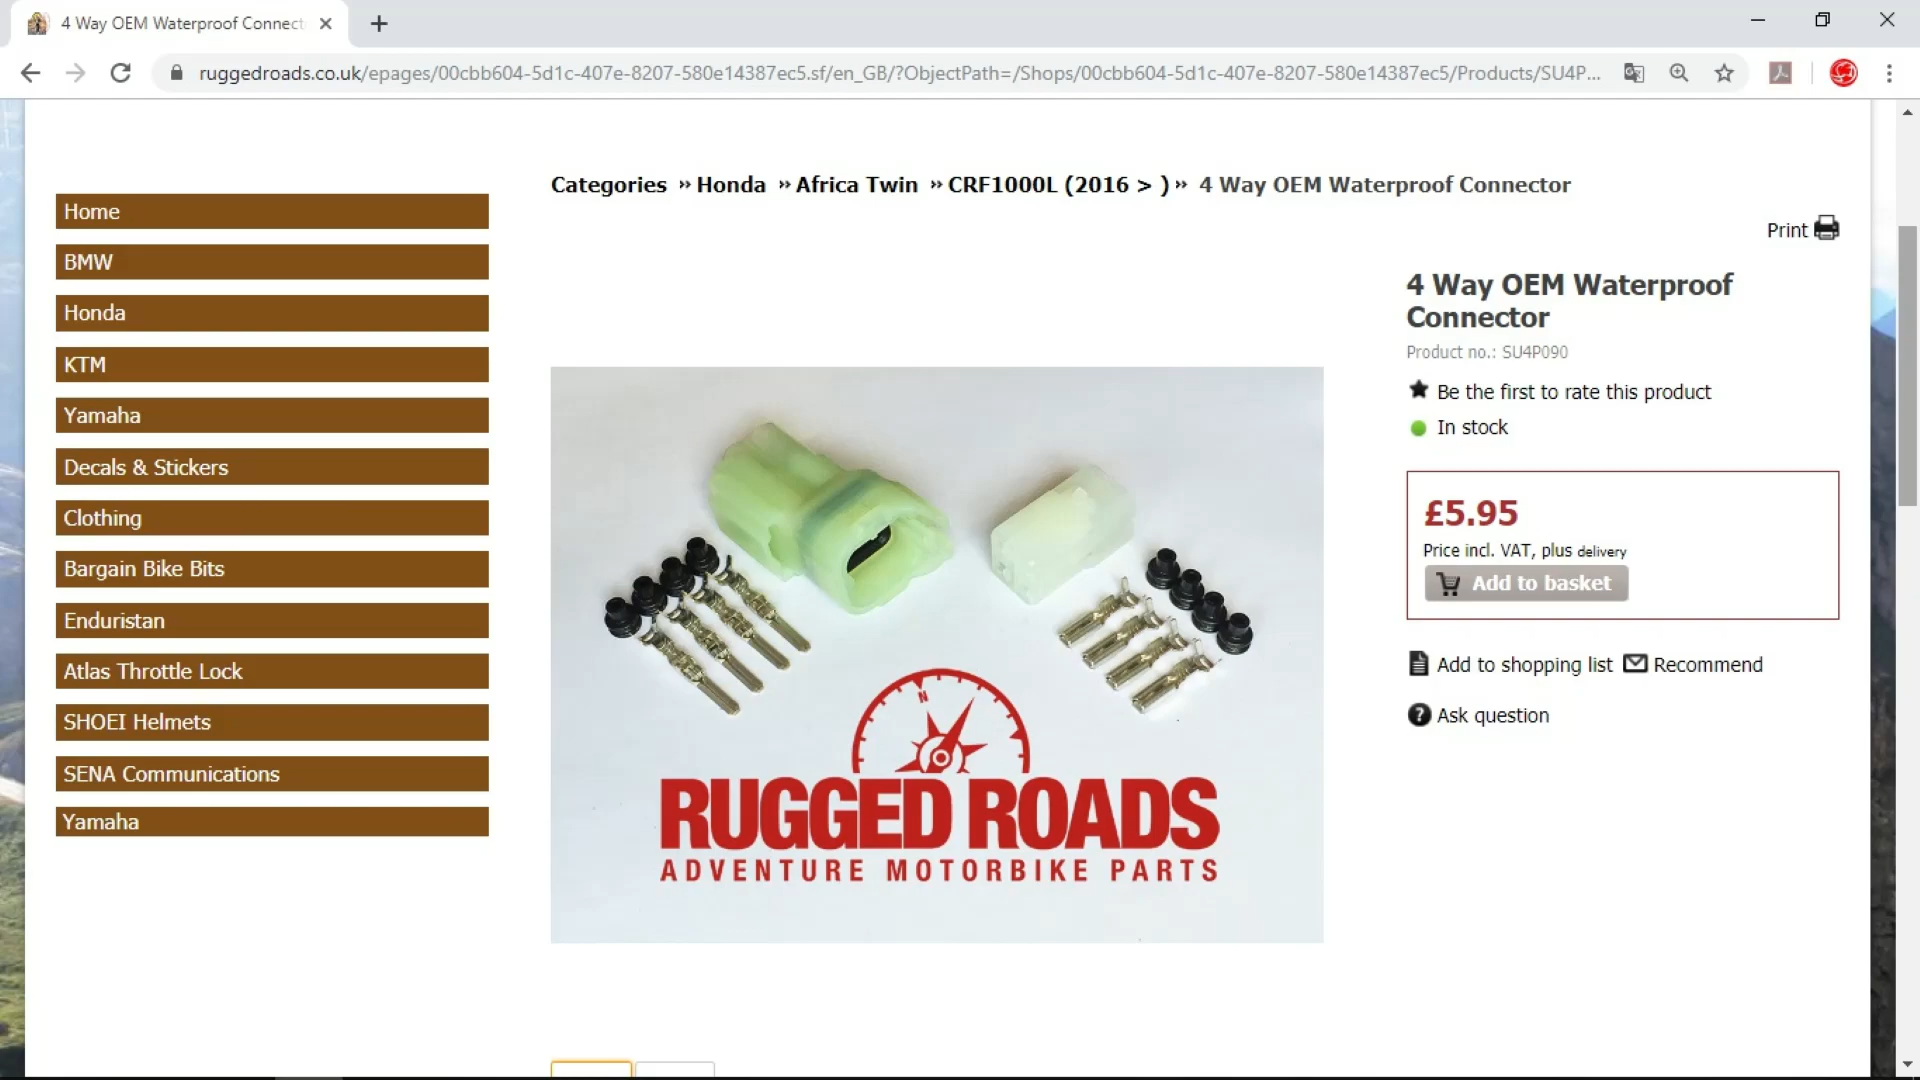 4 Way OEM Waterproof Connect
ruggedroads.co.uk/epages/00cbb604-5d1c-407e-8207-580e14387ec5.sf/en_GB/?ObjectPath=/Shops/00cbb604-5d1c-407e-8207-580e14387ec5/Products/SU4P...
Categories » Honda » Africa Twin » CRF1000L (2016 > ) » 4 Way OEM Waterproof Connector
Print
Home
BMW
Honda
KTM
Yamaha
Decals & Stickers
Clothing
Bargain Bike Bits
Enduristan
Atlas Throttle Lock
SHOEI Helmets
SENA Communications
Yamaha
N
RUGGED ROADS
ADVENTURE MOTORBIKE PARTS
4 Way OEM Waterproof
Connector
Product no.: SU4P090
Be the first to rate this product
In stock
£5.95
Price incl. VAT, plus delivery
Add to basket
Add to shopping list Recommend
Ask question